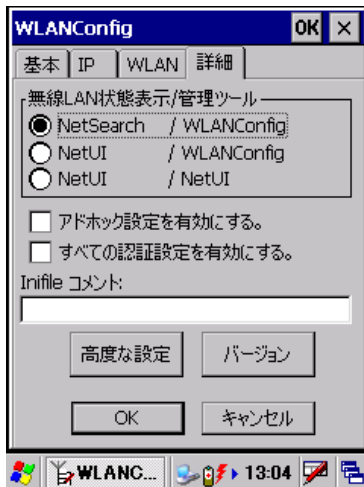 WLANConfig OK ×
基本 IP WLAN 詳細
無線LAN状態表示/管理ツール
NetSearch / WLANConfig
NetUI / WLANConfig
NetUI / NetUI
アドホック設定を有効にする。
すべての認証設定を有効にする。
Inifile コメント:
高度な設定 バージョン
OK キャンセル
WLANC... 13:04